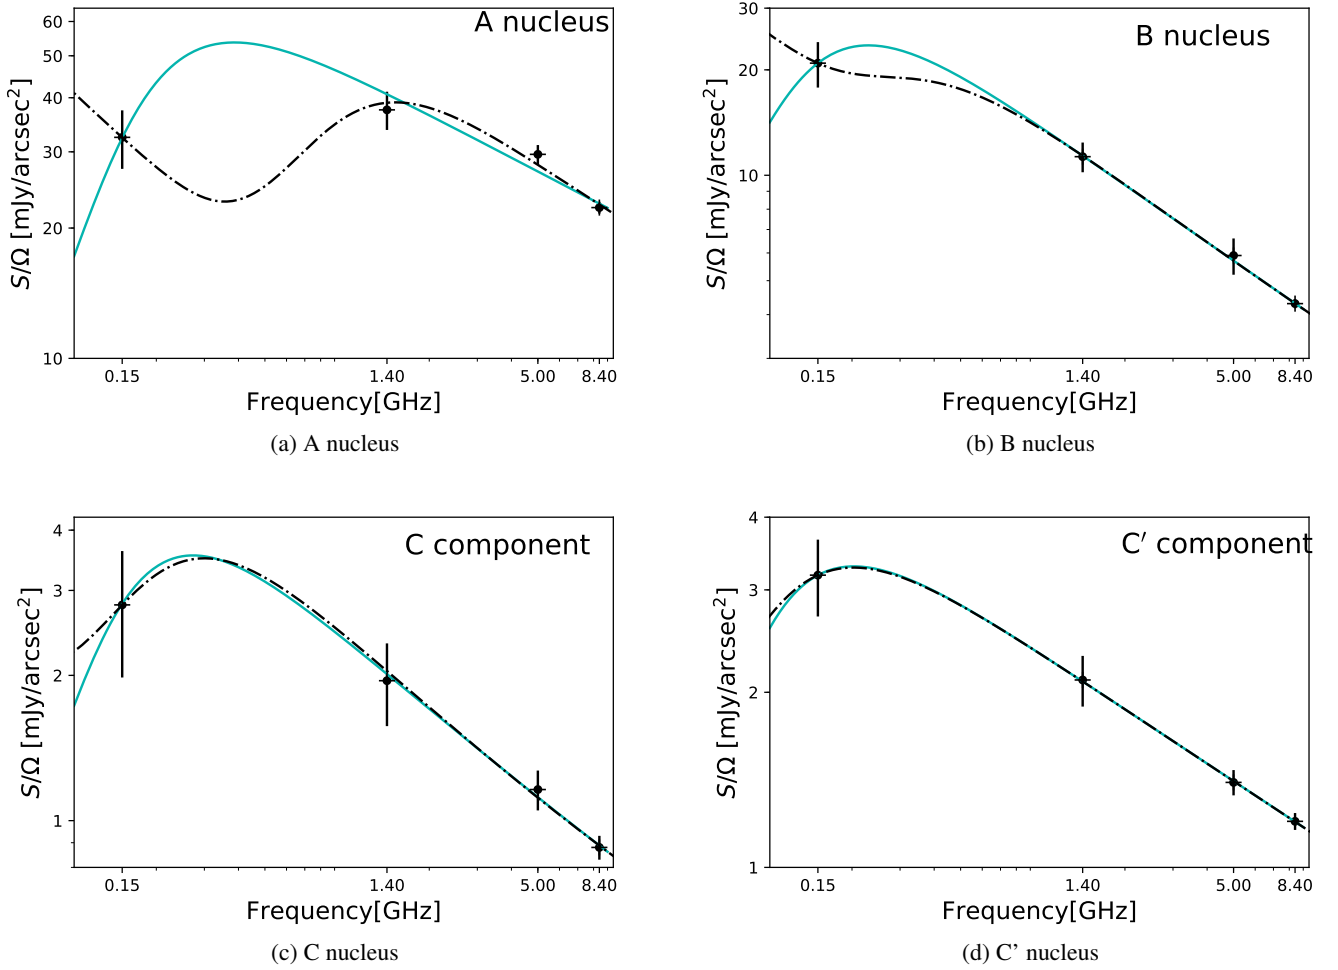 A nucleus
S/Ω [mJy/arcsec²]
60
50
40
30
20
10
0.15 1.40 5.00 8.40
Frequency[GHz]
(a) A nucleus
B nucleus
S/Ω [mJy/arcsec²]
30
20
10
0.15 1.40 5.00 8.40
Frequency[GHz]
(b) B nucleus
C component
S/Ω [mJy/arcsec²]
4
3
2
1
0.15 1.40 5.00 8.40
Frequency[GHz]
(c) C nucleus
C′ component
S/Ω [mJy/arcsec²]
4
3
2
1
0.15 1.40 5.00 8.40
Frequency[GHz]
(d) C’ nucleus